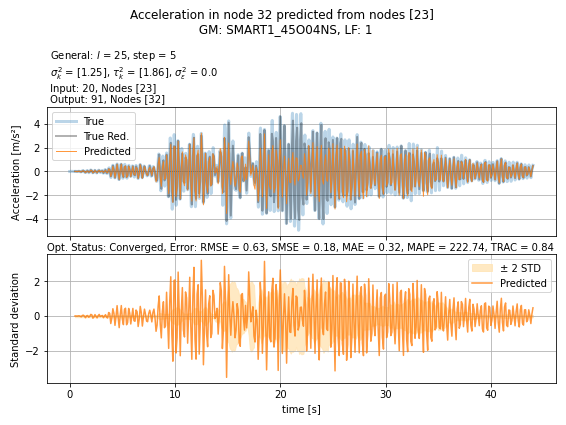 Acceleration in node 32 predicted from nodes [23]
GM: SMART1_45O04NS, LF: 1
General: l = 25, step = 5
σ²ₖ = [1.25], τ²ₖ = [1.86], σ²ε = 0.0
Input: 20, Nodes [23]
Output: 91, Nodes [32]
Acceleration [m/s²]
4
2
0
−2
−4
True
True Red.
Predicted
Opt. Status: Converged, Error: RMSE = 0.63, SMSE = 0.18, MAE = 0.32, MAPE = 222.74, TRAC = 0.84
Standard deviation
2
0
−2
± 2 STD
Predicted
0 10 20 30 40
time [s]